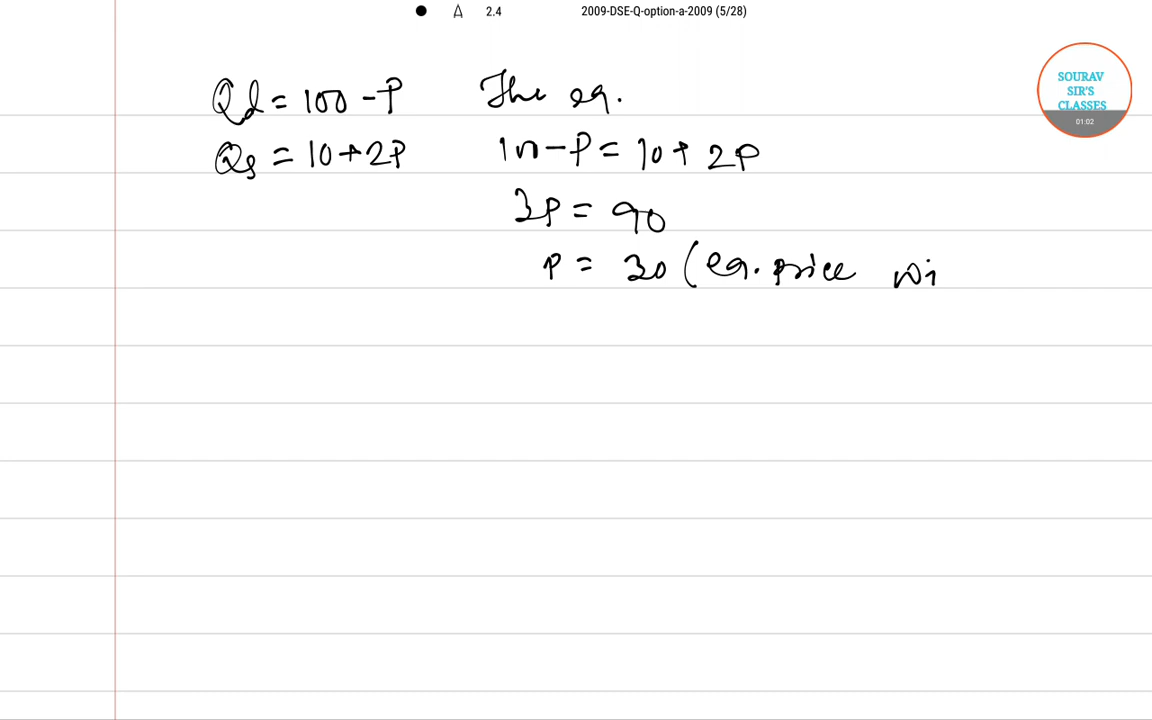 2.4
2009-DSE-Q-option-a-2009 (5/28)
SOURAV
SIR'S
CLASSES
01:02
Qd = 100 - P
Qs = 10 + 2P
The eq.
100 - P = 10 + 2P
3P = 90
P = 30 (eq. price wi